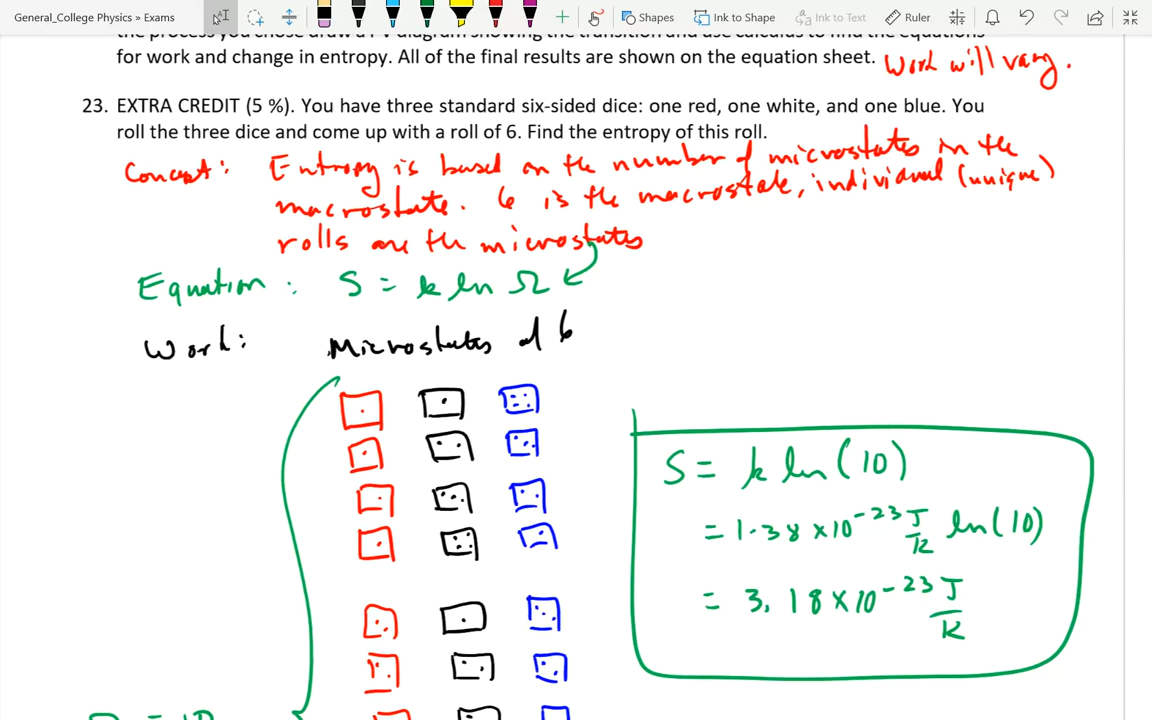 General_College Physics » Exams
Shapes
Ink to Shape
Ink to Text
Ruler
the process you chose draw a PV diagram showing the transition and use calculus to find the equations
for work and change in entropy. All of the final results are shown on the equation sheet. Work will vary.
23. EXTRA CREDIT (5 %). You have three standard six-sided dice: one red, one white, and one blue. You
roll the three dice and come up with a roll of 6. Find the entropy of this roll.
Concept: Entropy is based on the number of microstates in the
macrostate. 6 is the macrostate, individual (unique)
rolls are the microstates
Equation: S = k ln Ω
Work: Microstates of 6
S = k ln(10)
= 1.38 × 10^-23 J/K ln(10)
= 3.18 × 10^-23 J/K
Ω = 10